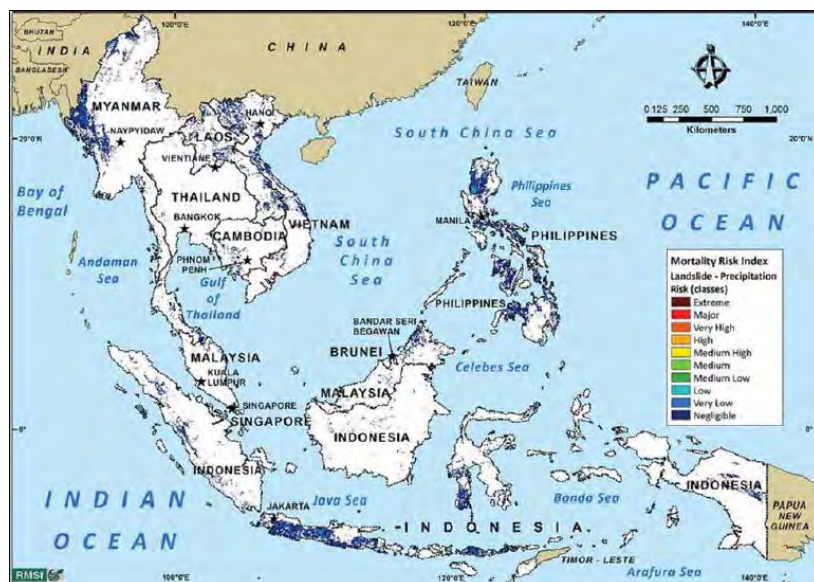 100°0'E
120°0'E
140°0'E
BHUTAN
INDIA
CHINA
BANGLADESH
TAIWAN
MYANMAR
HANOI
0 125 250 500 750 1,000
Kilometers
LAOS
20°0'N
NAYPYIDAW
20°0'N
South China Sea
VIENTIANE
Bay of
Bengal
THAILAND
Philippines
Sea
PACIFIC
OCEAN
BANGKOK
VIETNAM
MANILA
CAMBODIA
South
China
Sea
PHILIPPINES
Andaman
Sea
PHNOM
PENH
Gulf
of
Thailand
Mortality Risk Index
Landslide - Precipitation
Risk (classes)
Extreme
Major
Very High
High
Medium High
Medium
Medium Low
Low
Very Low
Negligible
PHILIPPINES
BANDAR SERI
BEGAWAN
BRUNEI
MALAYSIA
Celebes Sea
KUALA
LUMPUR
MALAYSIA
SINGAPORE
SINGAPORE
0°
0°
INDONESIA
INDONESIA
INDONESIA
INDIAN
OCEAN
Java Sea
Banda Sea
JAKARTA
INDONESIA
PAPUA
NEW
GUINEA
TIMOR - LESTE
Arafura Sea
RMSI
100°0'E
120°0'E
140°0'E